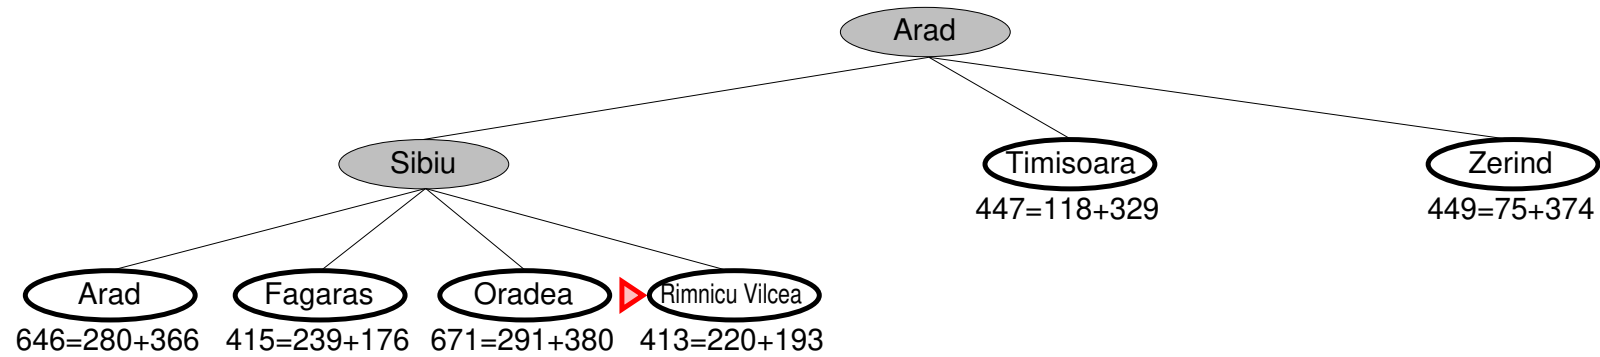 Arad
Sibiu
Timisoara
Zerind
447=118+329
449=75+374
Arad
Fagaras
Oradea
Rimnicu Vilcea
646=280+366
415=239+176
671=291+380
413=220+193